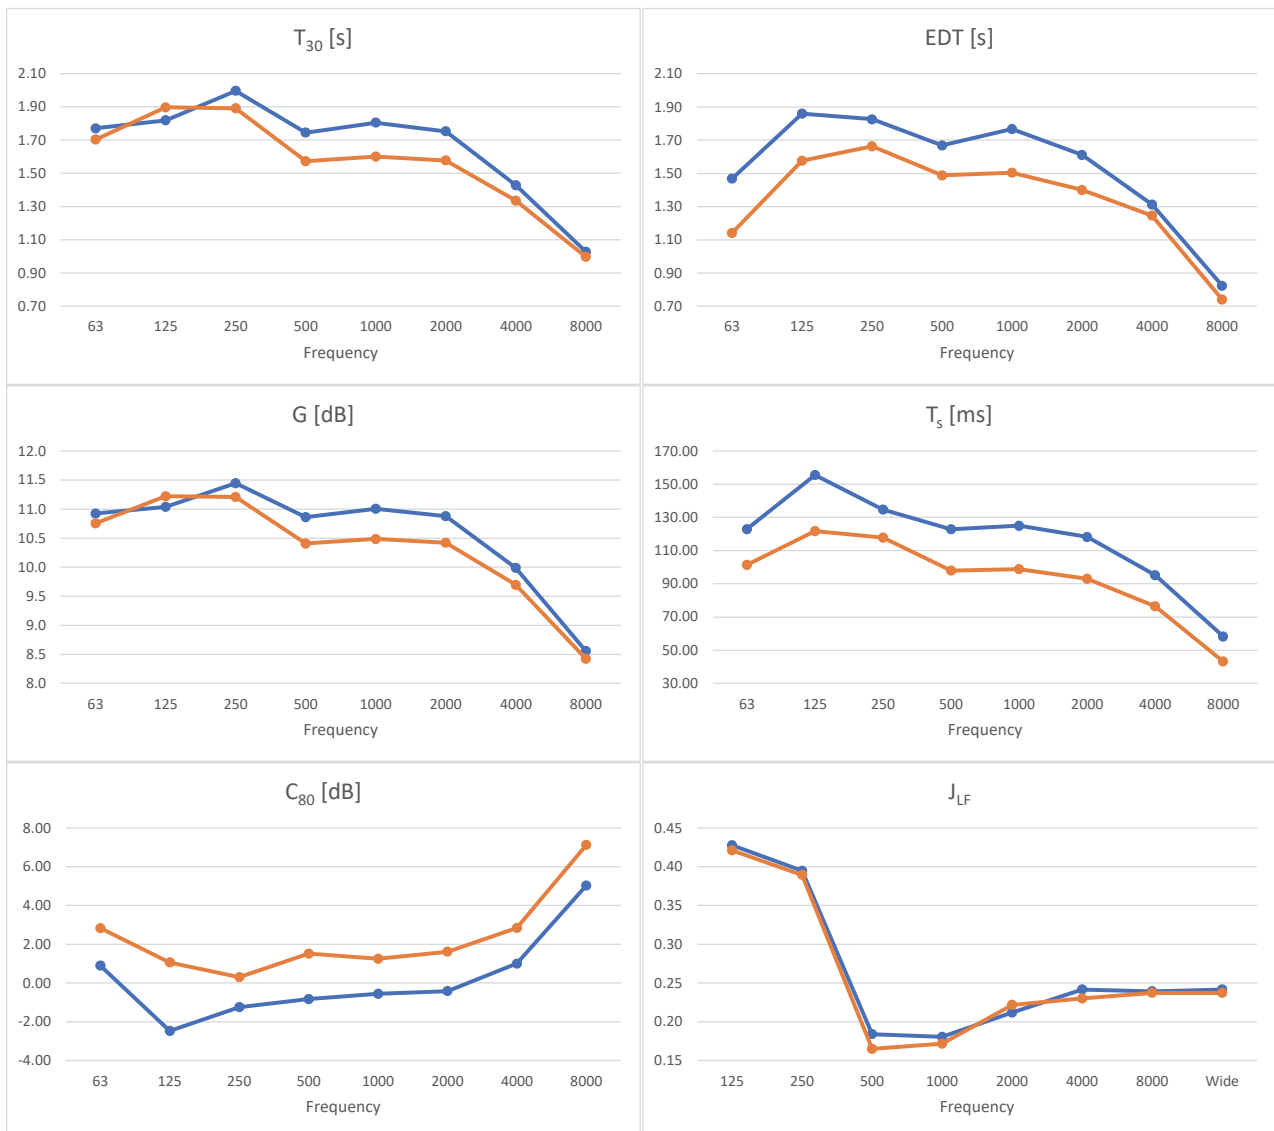 T30 [s]
2.10
1.90
1.70
1.50
1.30
1.10
0.90
0.70
63 125 250 500 1000 2000 4000 8000
Frequency
EDT [s]
2.10
1.90
1.70
1.50
1.30
1.10
0.90
0.70
63 125 250 500 1000 2000 4000 8000
Frequency
G [dB]
12.0
11.5
11.0
10.5
10.0
9.5
9.0
8.5
8.0
63 125 250 500 1000 2000 4000 8000
Frequency
Ts [ms]
170.00
150.00
130.00
110.00
90.00
70.00
50.00
30.00
63 125 250 500 1000 2000 4000 8000
Frequency
C80 [dB]
8.00
6.00
4.00
2.00
0.00
-2.00
-4.00
63 125 250 500 1000 2000 4000 8000
Frequency
JLF
0.45
0.40
0.35
0.30
0.25
0.20
0.15
125 250 500 1000 2000 4000 8000 Wide
Frequency